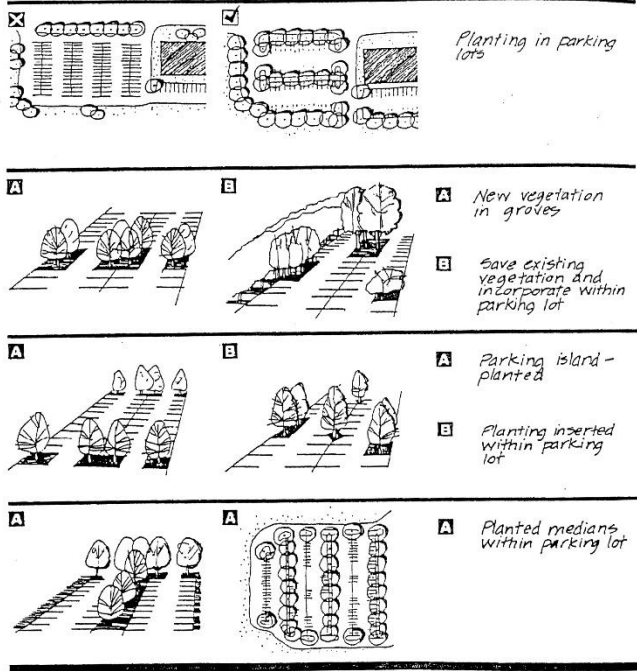 Planting in parking
lots
A
B
A New vegetation
in groves
B Save existing
vegetation and
incorporate within
parking lot
A
B
A Parking island -
planted
B Planting inserted
within parking
lot
A
A
A Planted medians
within parking lot